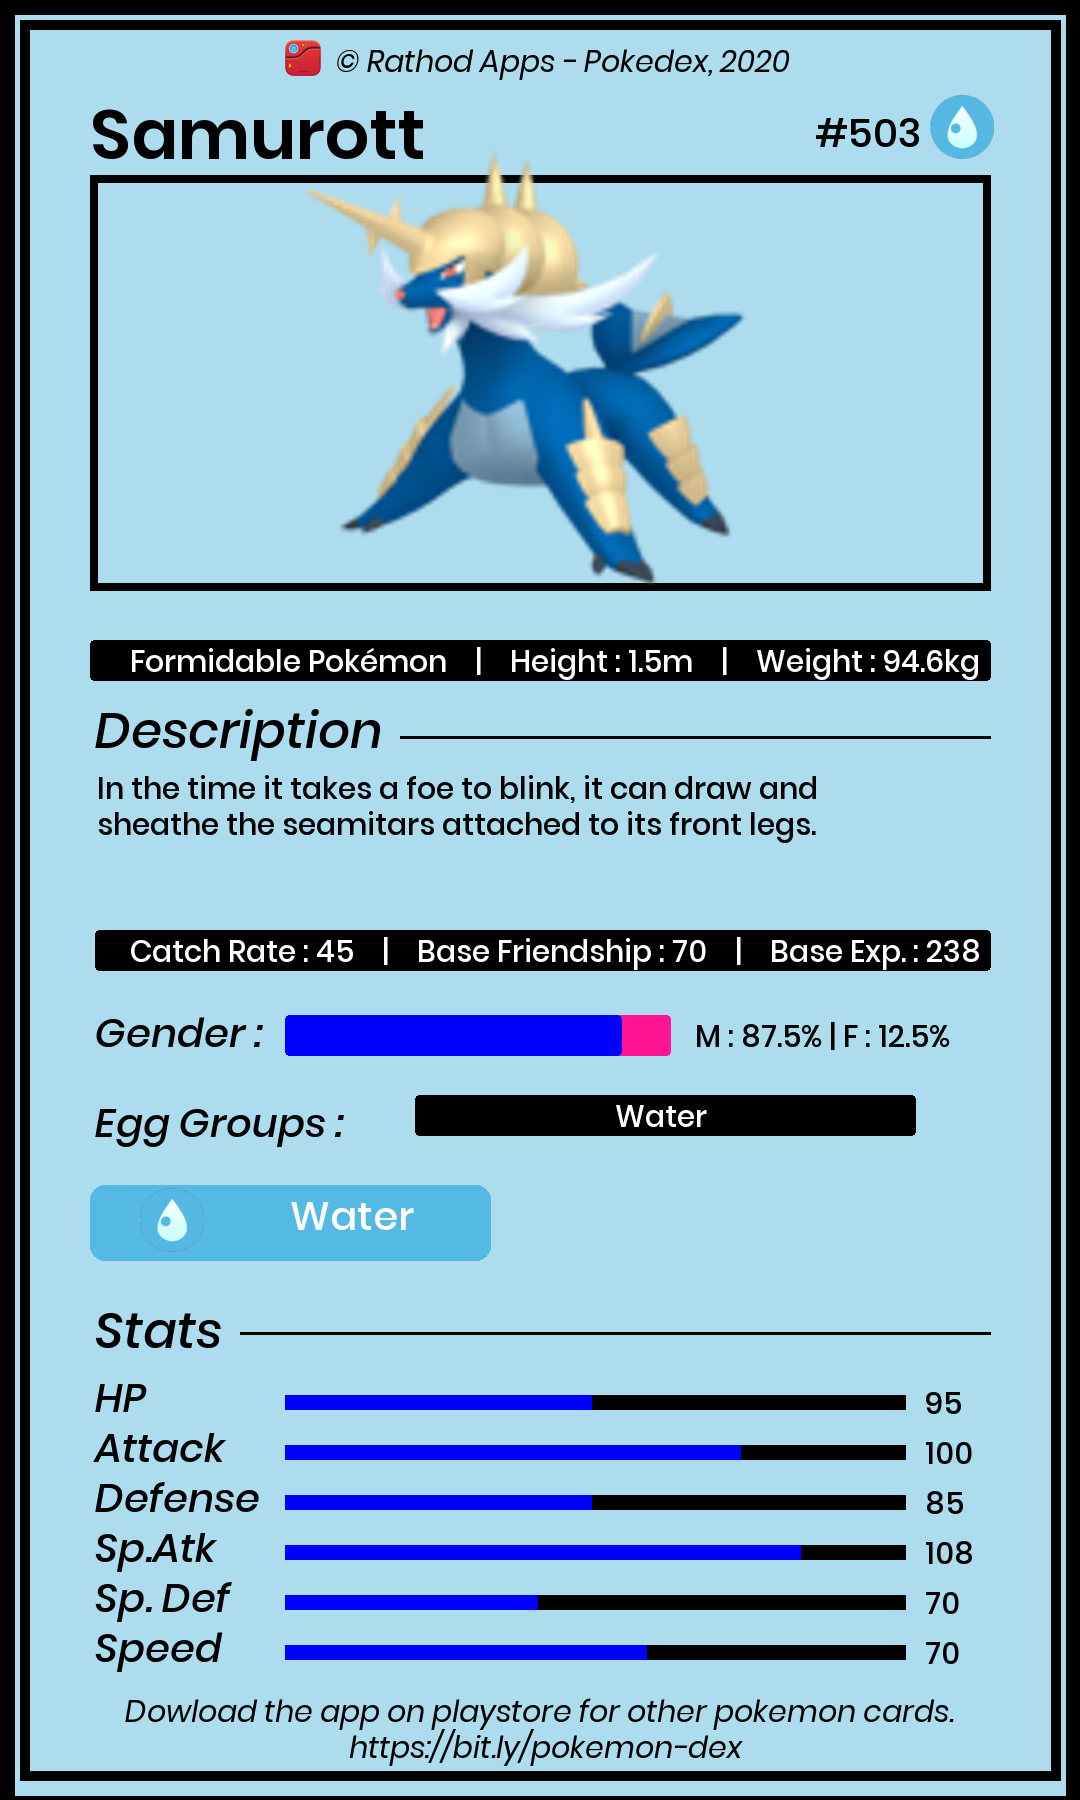 © Rathod Apps - Pokedex, 2020
Samurott #503
Formidable Pokémon | Height : 1.5m | Weight : 94.6kg
Description
In the time it takes a foe to blink, it can draw and
sheathe the seamitars attached to its front legs.
Catch Rate : 45 | Base Friendship : 70 | Base Exp. : 238
Gender : M : 87.5% | F : 12.5%
Egg Groups : Water
Water
Stats
HP 95
Attack 100
Defense 85
Sp.Atk 108
Sp. Def 70
Speed 70
Dowload the app on playstore for other pokemon cards.
https://bit.ly/pokemon-dex